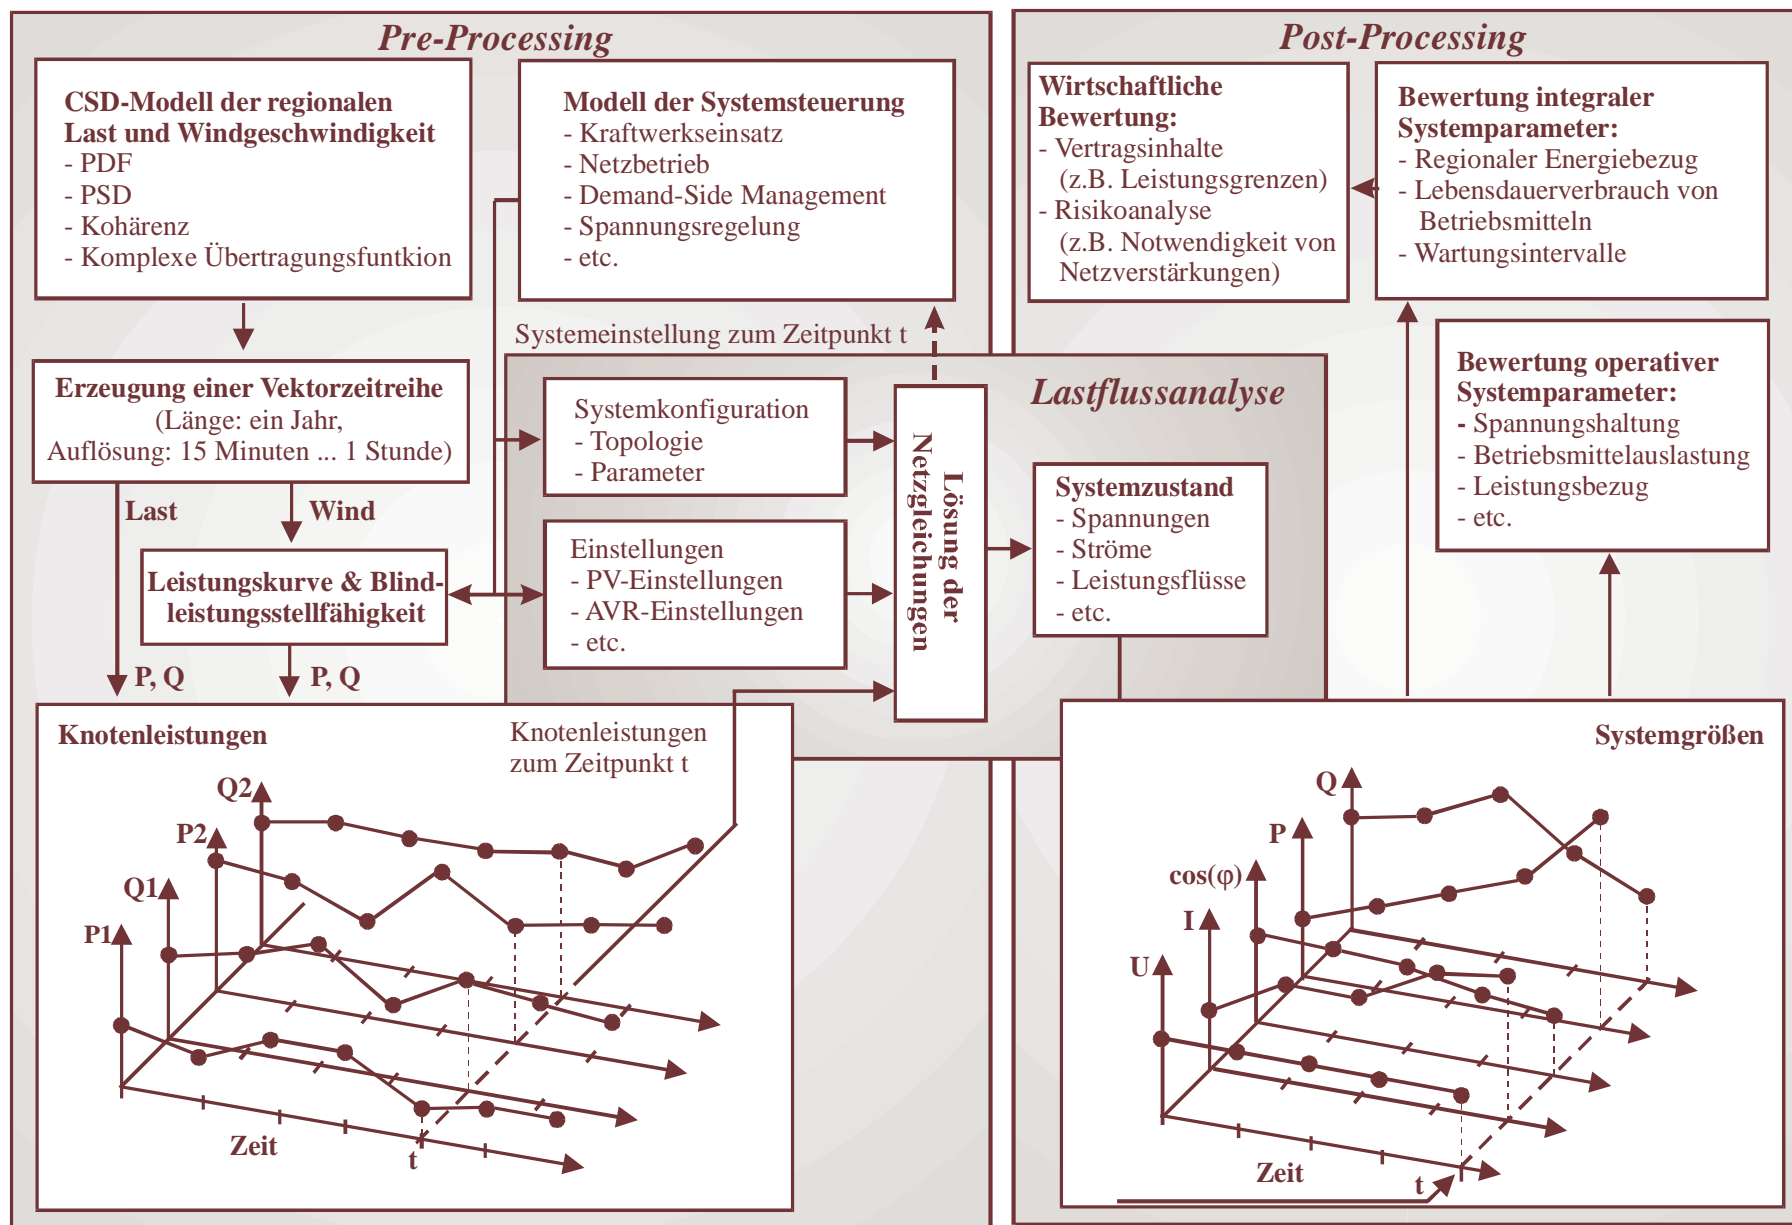 Pre-Processing
CSD-Modell der regionalen
Last und Windgeschwindigkeit
- PDF
- PSD
- Kohärenz
- Komplexe Übertragungsfuntkion
Modell der Systemsteuerung
- Kraftwerkseinsatz
- Netzbetrieb
- Demand-Side Management
- Spannungsregelung
- etc.
Systemeinstellung zum Zeitpunkt t
Erzeugung einer Vektorzeitreihe
(Länge: ein Jahr,
Auflösung: 15 Minuten ... 1 Stunde)
Last
Wind
Leistungskurve & Blind-
leistungsstellfähigkeit
P, Q
P, Q
Lastflussanalyse
Systemkonfiguration
- Topologie
- Parameter
Einstellungen
- PV-Einstellungen
- AVR-Einstellungen
- etc.
Lösung der
Netzgleichungen
Systemzustand
- Spannungen
- Ströme
- Leistungsflüsse
- etc.
Knotenleistungen
Knotenleistungen
zum Zeitpunkt t
Q2
P2
Q1
P1
Zeit
t
Post-Processing
Wirtschaftliche
Bewertung:
- Vertragsinhalte
(z.B. Leistungsgrenzen)
- Risikoanalyse
(z.B. Notwendigkeit von
Netzverstärkungen)
Bewertung integraler
Systemparameter:
- Regionaler Energiebezug
- Lebensdauerverbrauch von
Betriebsmitteln
- Wartungsintervalle
Bewertung operativer
Systemparameter:
- Spannungshaltung
- Betriebsmittelauslastung
- Leistungsbezug
- etc.
Systemgrößen
Q
P
cos(φ)
I
U
Zeit
t